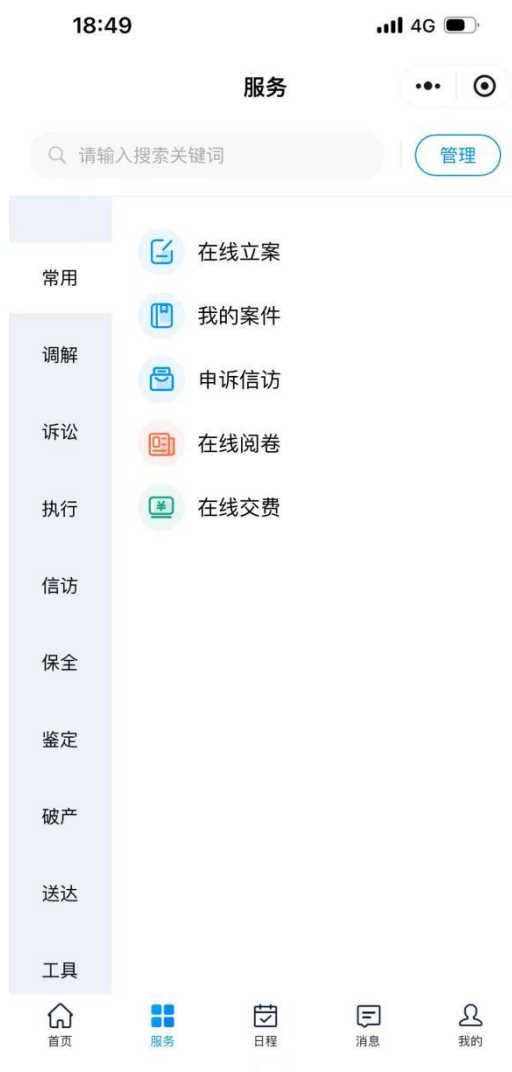 18:49
4G
服务
请输入搜索关键词
管理
常用
调解
诉讼
执行
信访
保全
鉴定
破产
送达
工具
在线立案
我的案件
申诉信访
在线阅卷
在线交费
首页
服务
日程
消息
我的